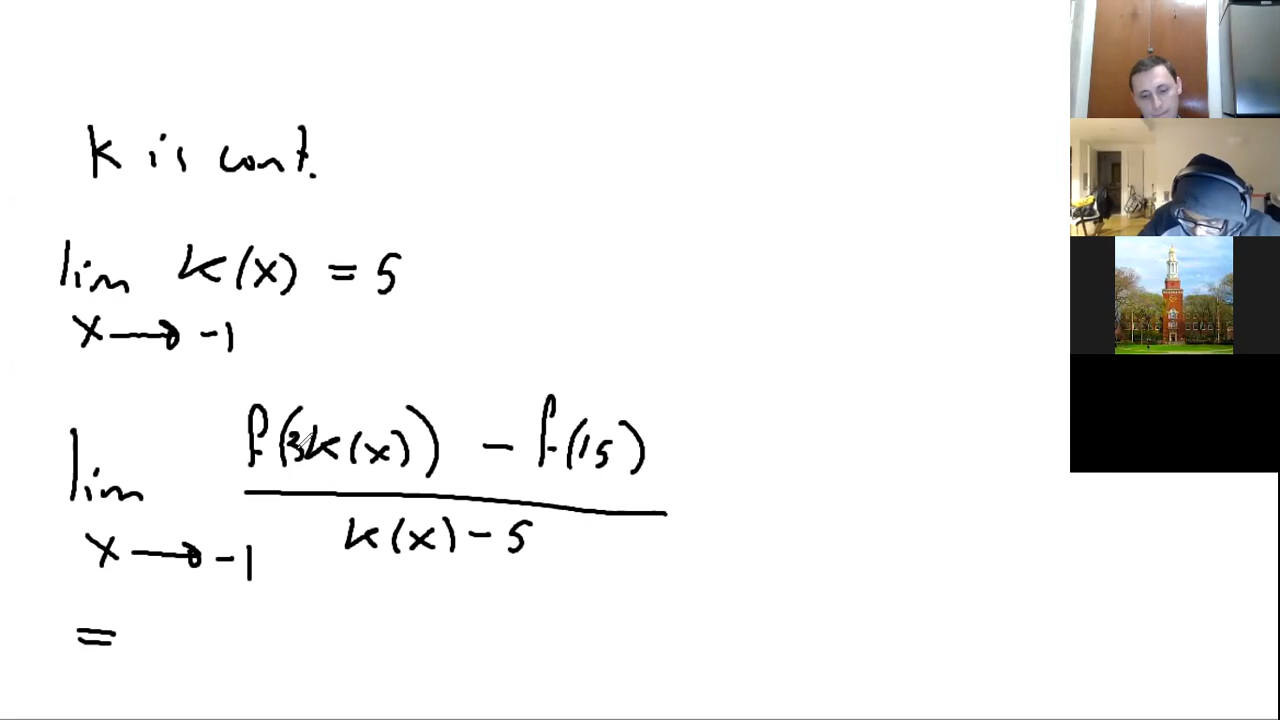 k is cont.
lim k(x) = 5
x → -1
f(3k(x)) - f(15)
lim
k(x) - 5
x → -1
=